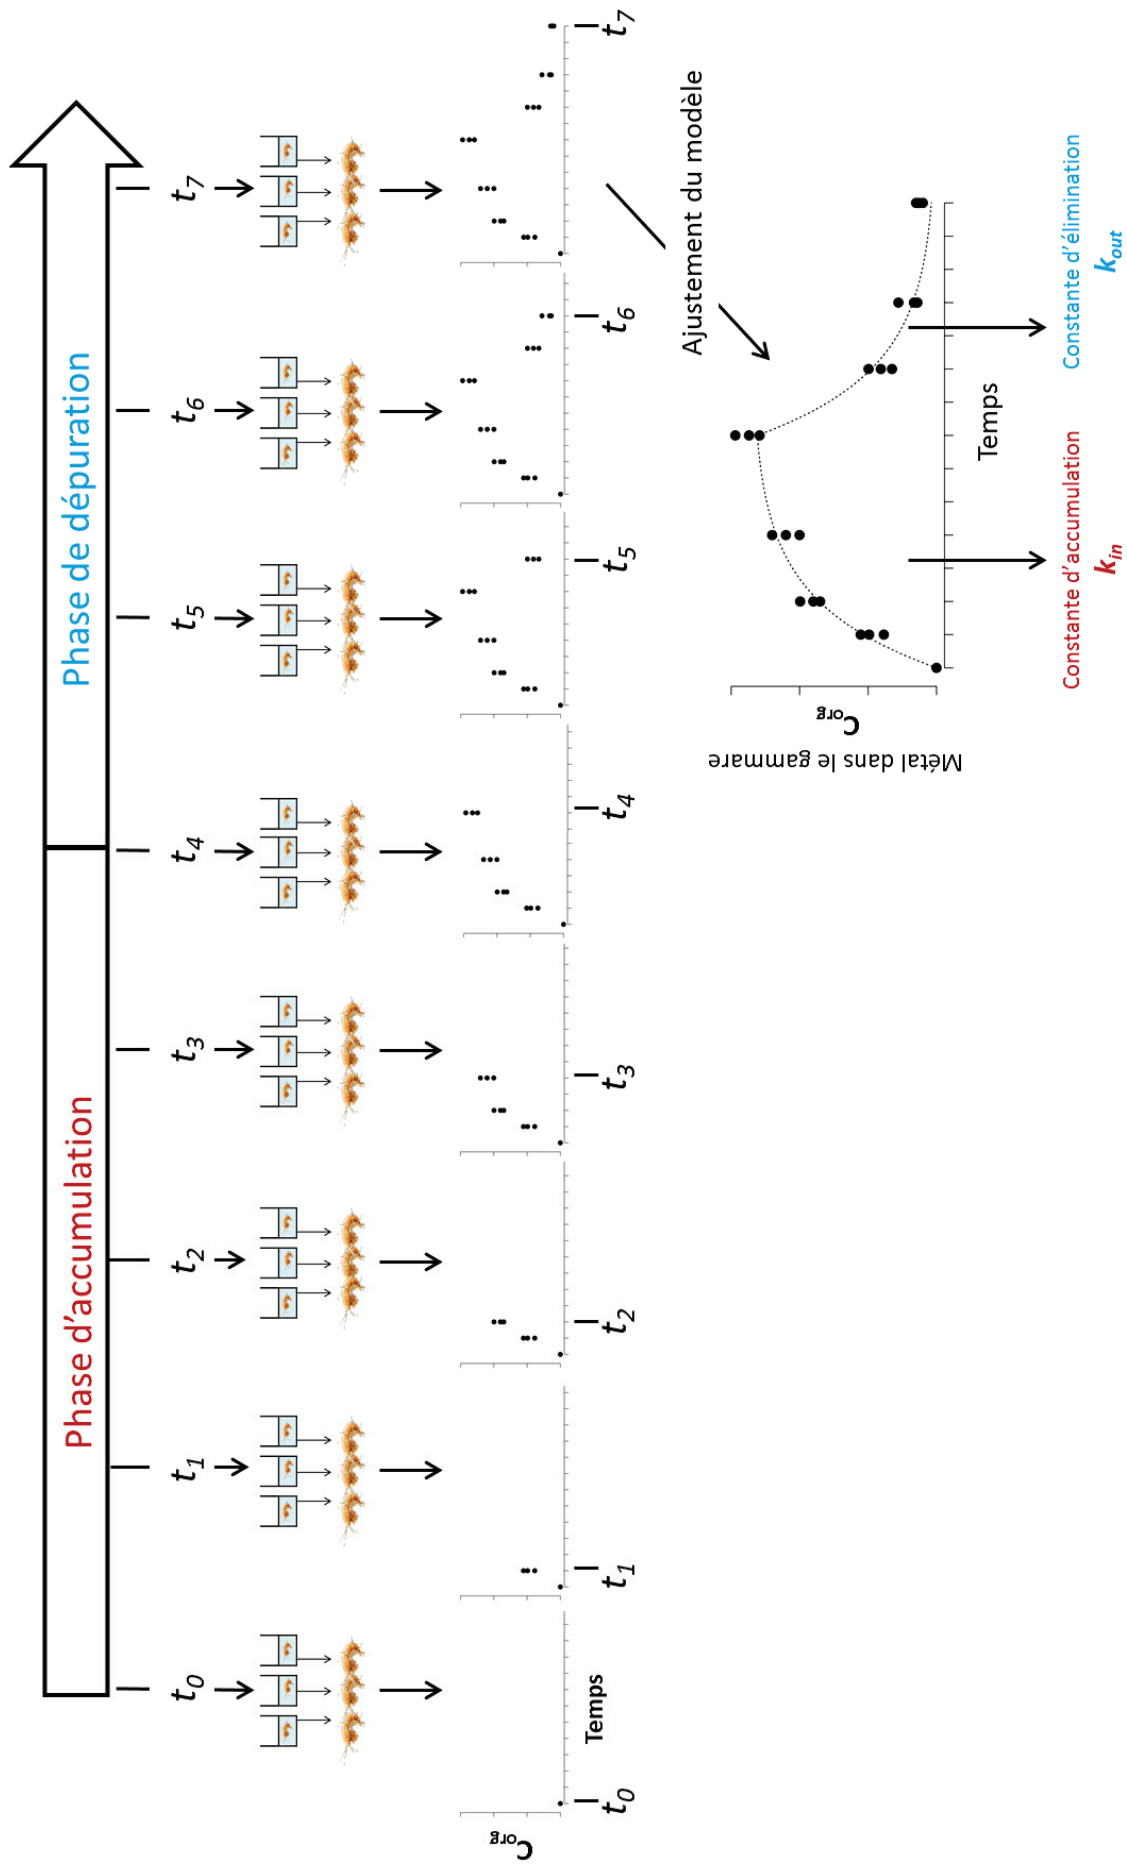 Phase d'accumulation
Phase de dépuration
t0
t1
t2
t3
t4
t5
t6
t7
Corg
Temps
t0
t1
t2
t3
t4
t5
t6
t7
Ajustement du modèle
Métal dans le gammare
Corg
Temps
Constante d'accumulation
kin
Constante d'élimination
kout